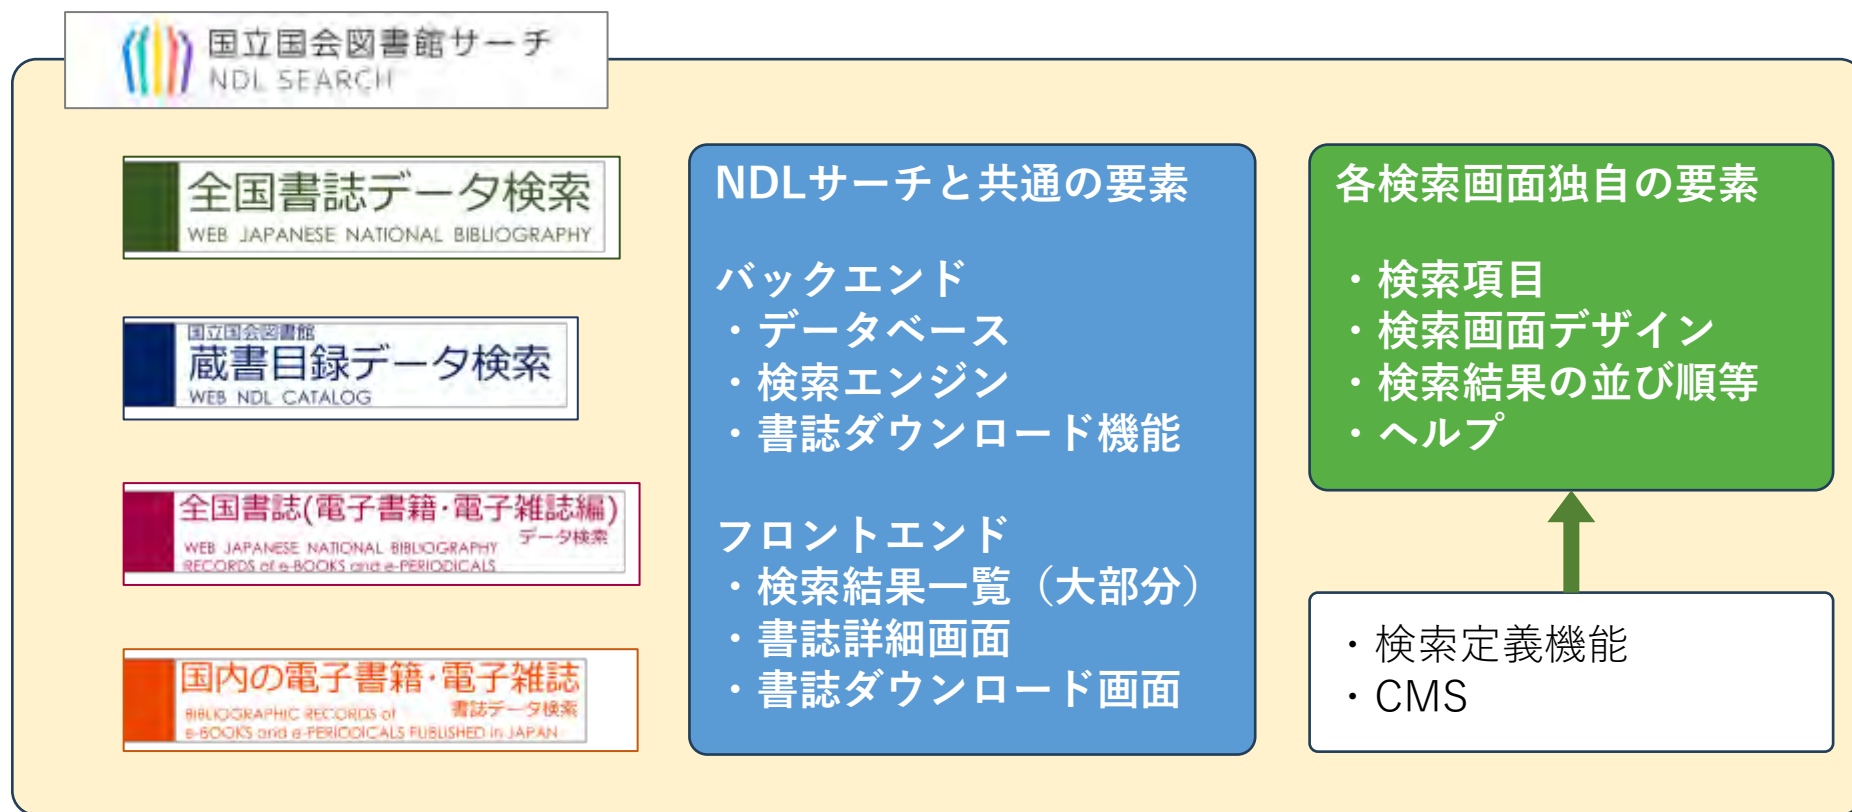 国立国会図書館サーチ
NDL SEARCH
全国書誌データ検索
WEB JAPANESE NATIONAL BIBLIOGRAPHY
国立国会図書館
蔵書目録データ検索
WEB NDL CATALOG
全国書誌(電子書籍・電子雑誌編)
データ検索
WEB JAPANESE NATIONAL BIBLIOGRAPHY
RECORDS of e-BOOKS and e-PERIODICALS
国内の電子書籍・電子雑誌
書誌データ検索
BIBLIOGRAPHIC RECORDS of
e-BOOKS and e-PERIODICALS PUBLISHED in JAPAN
NDLサーチと共通の要素
バックエンド
・データベース
・検索エンジン
・書誌ダウンロード機能
フロントエンド
・検索結果一覧（大部分）
・書誌詳細画面
・書誌ダウンロード画面
各検索画面独自の要素
・検索項目
・検索画面デザイン
・検索結果の並び順等
・ヘルプ
・検索定義機能
・CMS